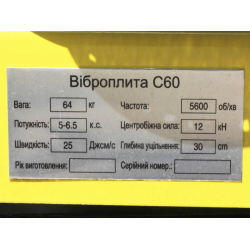 Віброплита С60
Вага: 64 кг Частота: 5600 об/хв
Потужність: 5-6.5 к.с. Центробіжна сила: 12 кН
Швидкість: 25 Джсм/с Глибина ущільнення: 30 cm
Рік виготовлення: Серійний номер: